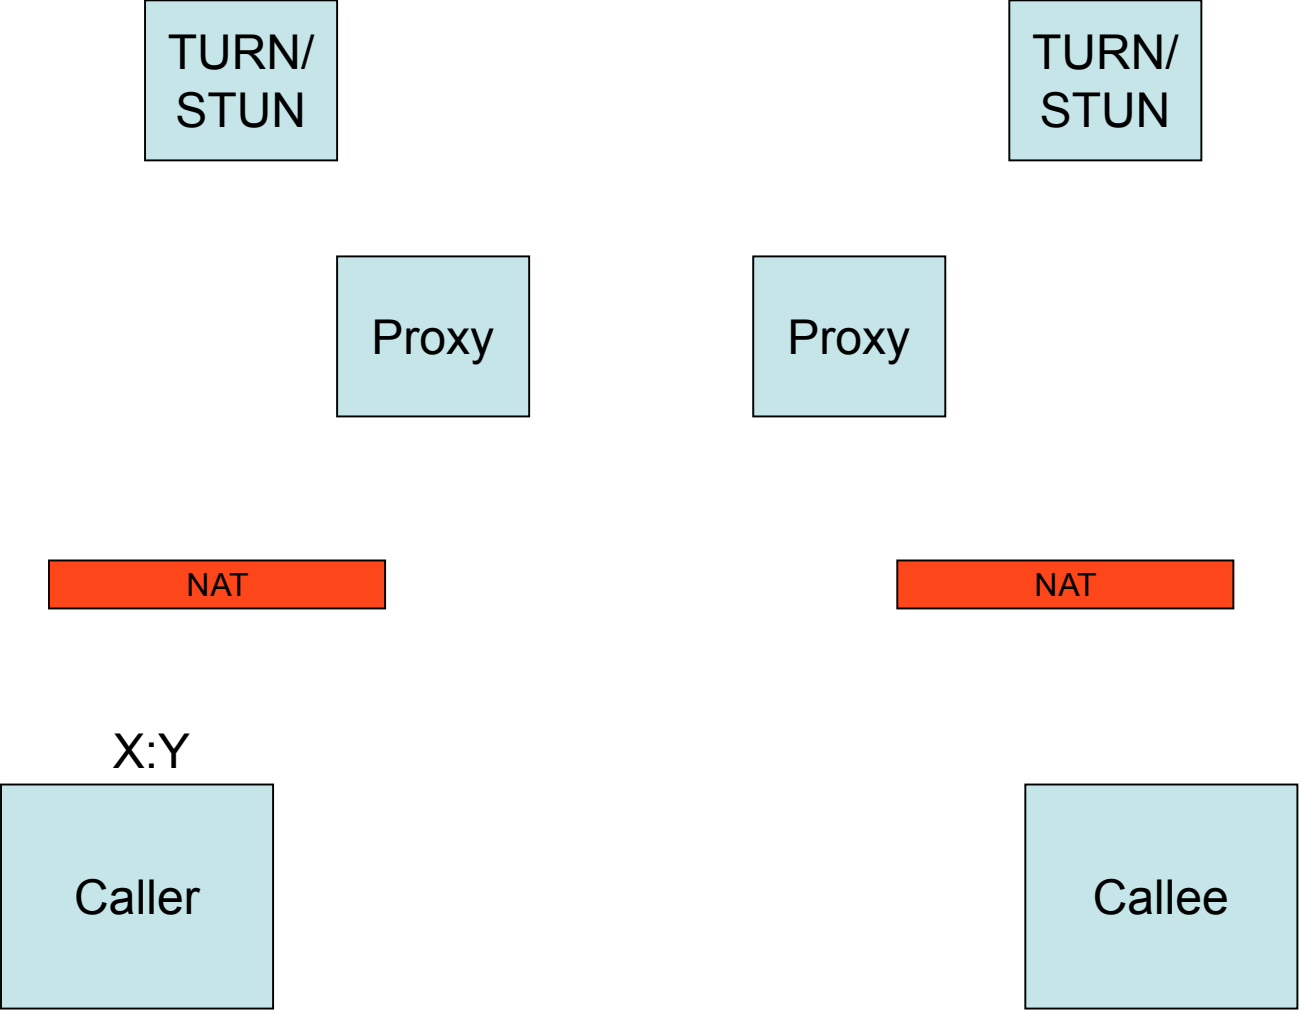 TURN/
STUN
TURN/
STUN
Proxy
Proxy
NAT
NAT
X:Y
Caller
Callee